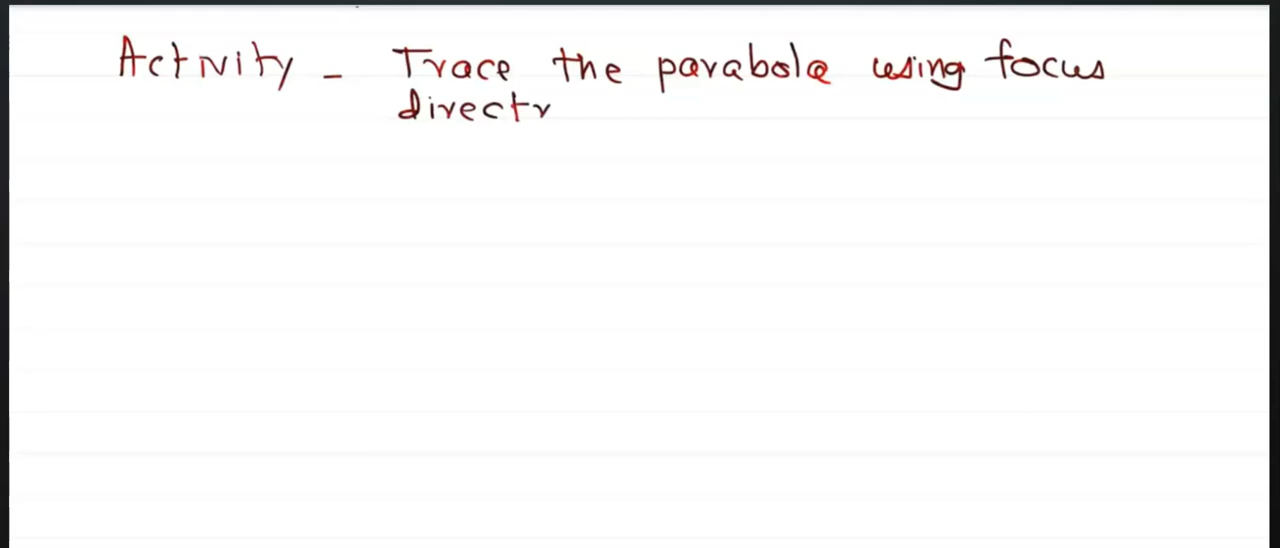 Activity - Trace the parabola using focus
directr